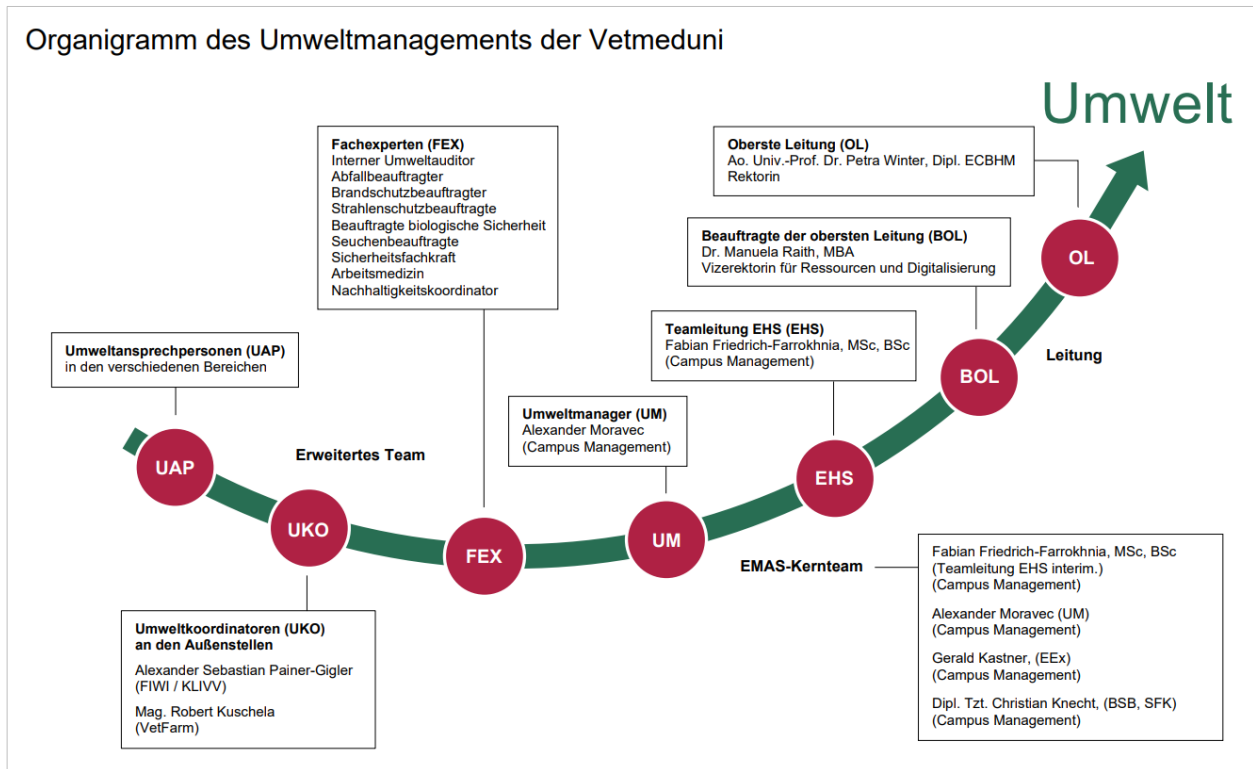 Organigramm des Umweltmanagements der Vetmeduni
Umwelt
Fachexperten (FEX)
Interner Umweltauditor
Abfallbeauftragter
Brandschutzbeauftragter
Strahlenschutzbeauftragte
Beauftragte biologische Sicherheit
Seuchenbeauftragte
Sicherheitsfachkraft
Arbeitsmedizin
Nachhaltigkeitskoordinator
Oberste Leitung (OL)
Ao. Univ.-Prof. Dr. Petra Winter, Dipl. ECBHM
Rektorin
Beauftragte der obersten Leitung (BOL)
Dr. Manuela Raith, MBA
Vizerektorin für Ressourcen und Digitalisierung
OL
Teamleitung EHS (EHS)
Fabian Friedrich-Farrokhnia, MSc, BSc
(Campus Management)
Leitung
BOL
Umweltansprechpersonen (UAP)
in den verschiedenen Bereichen
Umweltmanager (UM)
Alexander Moravec
(Campus Management)
Erweitertes Team
UAP
UKO
FEX
UM
EHS
EMAS-Kernteam
Fabian Friedrich-Farrokhnia, MSc, BSc
(Teamleitung EHS interim.)
(Campus Management)
Alexander Moravec (UM)
(Campus Management)
Gerald Kastner, (EEx)
(Campus Management)
Dipl. Tzt. Christian Knecht, (BSB, SFK)
(Campus Management)
Umweltkoordinatoren (UKO)
an den Außenstellen
Alexander Sebastian Painer-Gigler
(FIWI / KLIVV)
Mag. Robert Kuschela
(VetFarm)